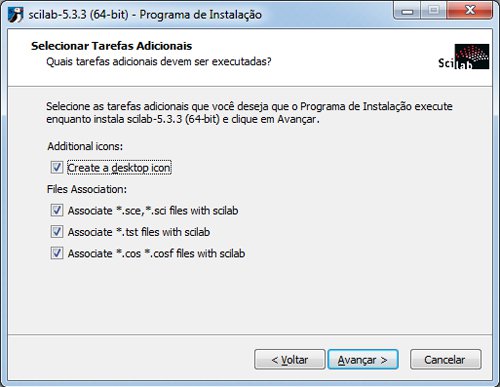 scilab-5.3.3 (64-bit) - Programa de Instalação
Selecionar Tarefas Adicionais
Quais tarefas adicionais devem ser executadas?
Scilab
Selecione as tarefas adicionais que você deseja que o Programa de Instalação execute
enquanto instala scilab-5.3.3 (64-bit) e clique em Avançar.
Additional icons:
Create a desktop icon
Files Association:
Associate *.sce,*.sci files with scilab
Associate *.tst files with scilab
Associate *.cos *.cosf files with scilab
< Voltar
Avançar >
Cancelar